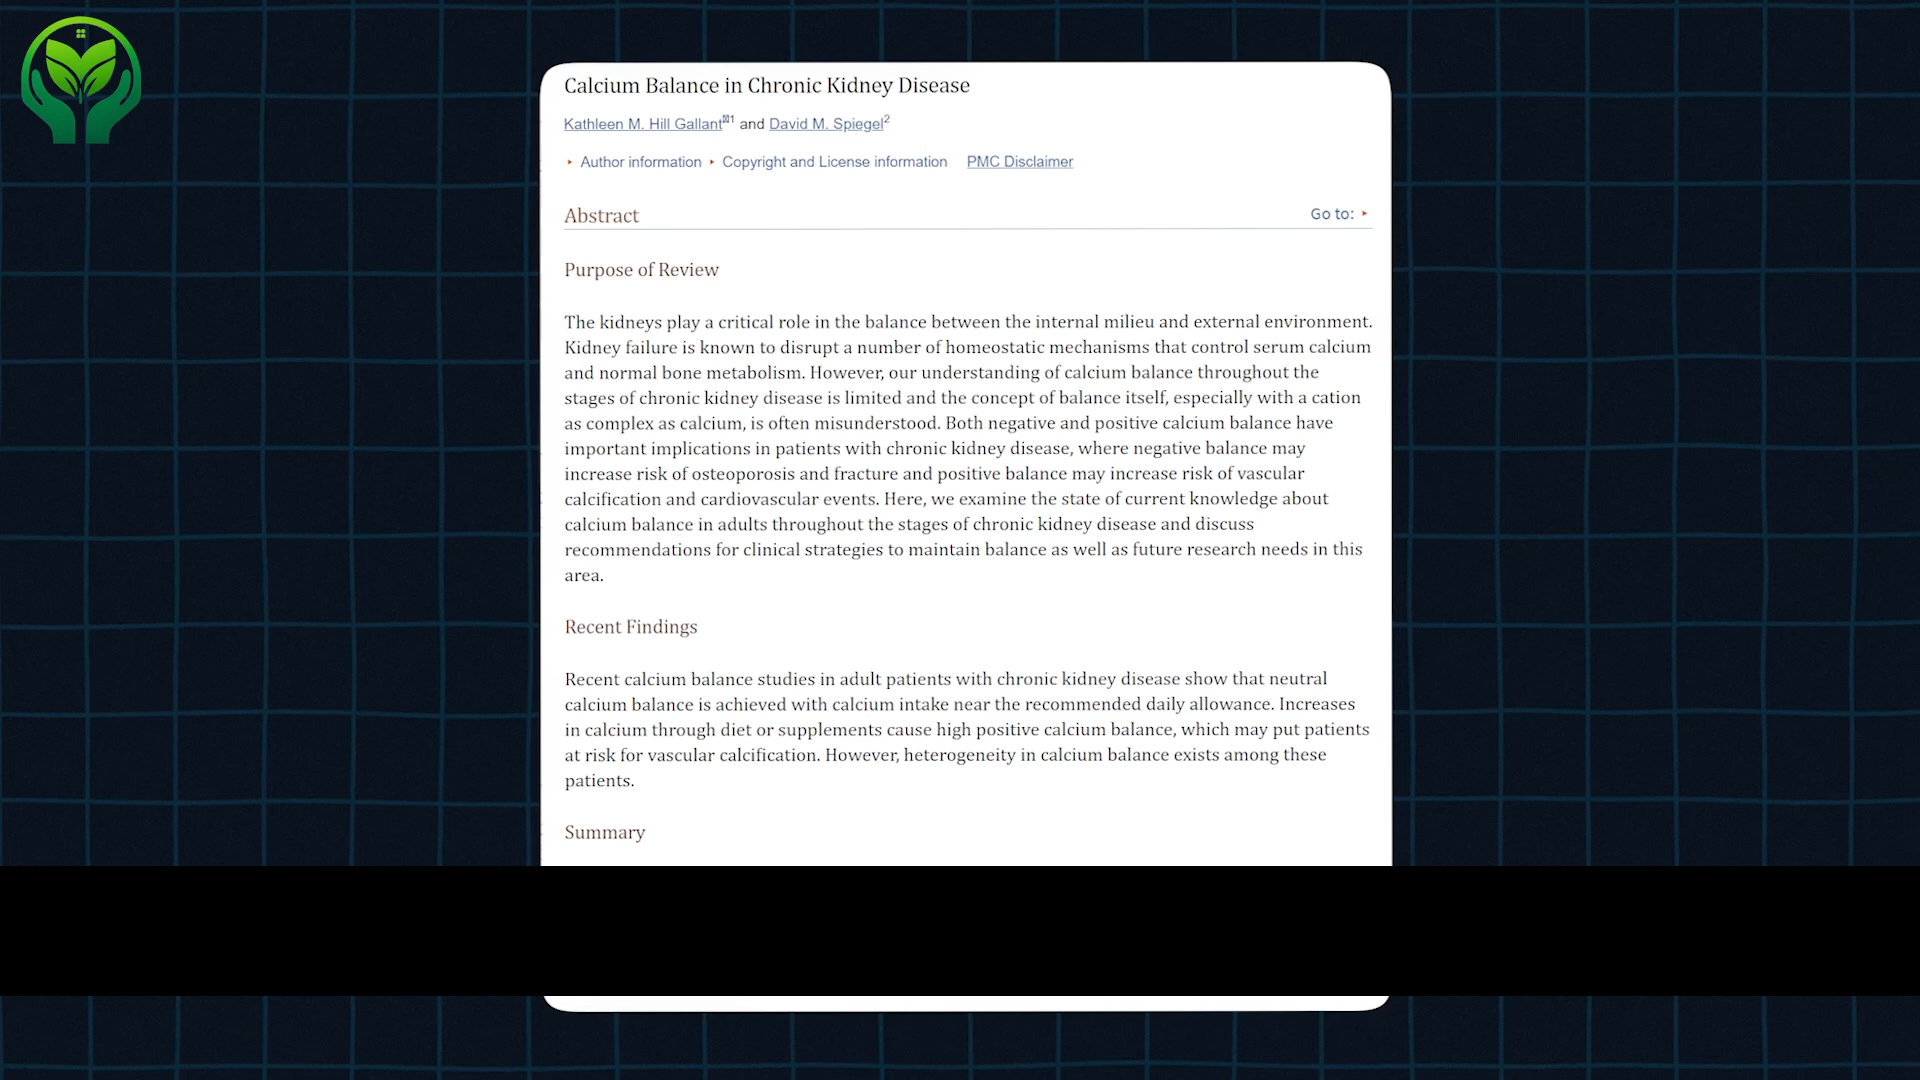 Calcium Balance in Chronic Kidney Disease
Kathleen M. Hill Gallant1 and David M. Spiegel2
Author information Copyright and License information PMC Disclaimer
Abstract
Go to:
Purpose of Review
The kidneys play a critical role in the balance between the internal milieu and external environment.
Kidney failure is known to disrupt a number of homeostatic mechanisms that control serum calcium
and normal bone metabolism. However, our understanding of calcium balance throughout the
stages of chronic kidney disease is limited and the concept of balance itself, especially with a cation
as complex as calcium, is often misunderstood. Both negative and positive calcium balance have
important implications in patients with chronic kidney disease, where negative balance may
increase risk of osteoporosis and fracture and positive balance may increase risk of vascular
calcification and cardiovascular events. Here, we examine the state of current knowledge about
calcium balance in adults throughout the stages of chronic kidney disease and discuss
recommendations for clinical strategies to maintain balance as well as future research needs in this
area.
Recent Findings
Recent calcium balance studies in adult patients with chronic kidney disease show that neutral
calcium balance is achieved with calcium intake near the recommended daily allowance. Increases
in calcium through diet or supplements cause high positive calcium balance, which may put patients
at risk for vascular calcification. However, heterogeneity in calcium balance exists among these
patients.
Summary